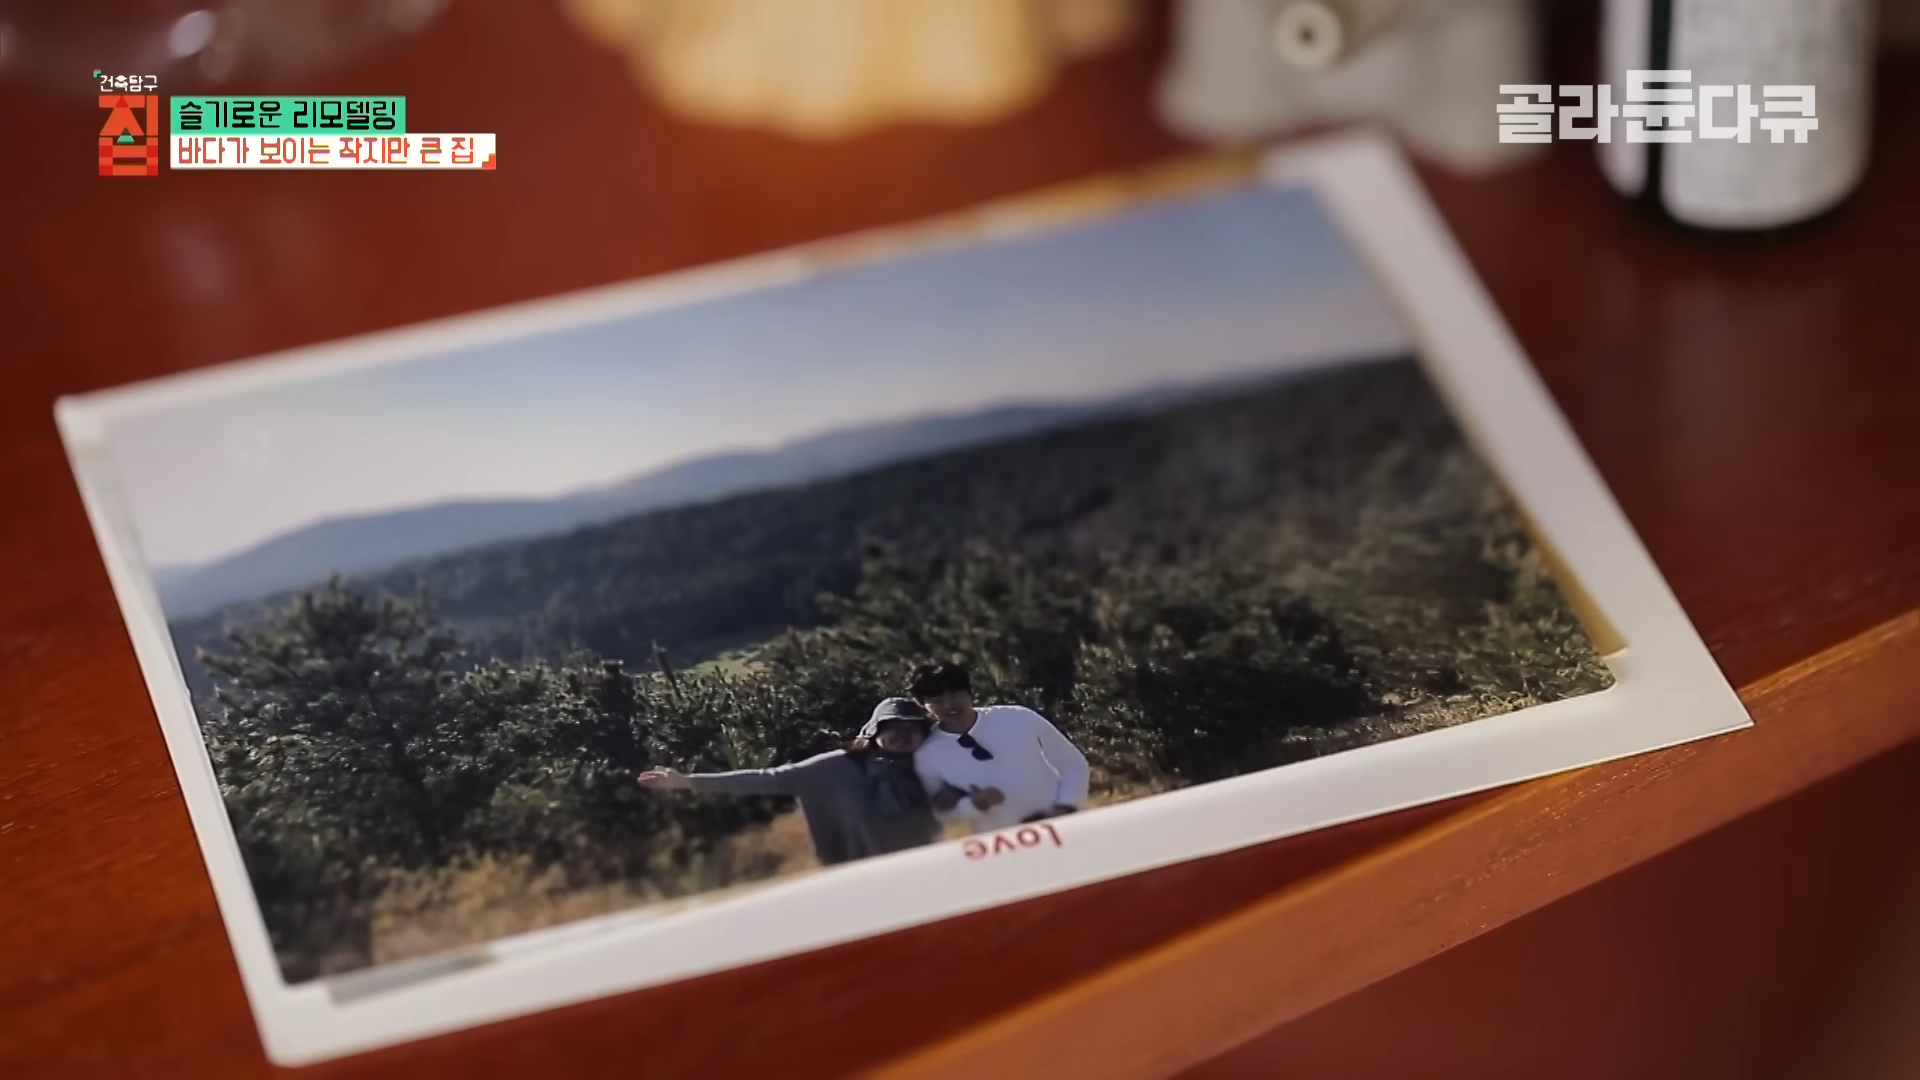 건축탐구
집
슬기로운 리모델링
바다가 보이는 작지만 큰 집
골라듄다큐
love